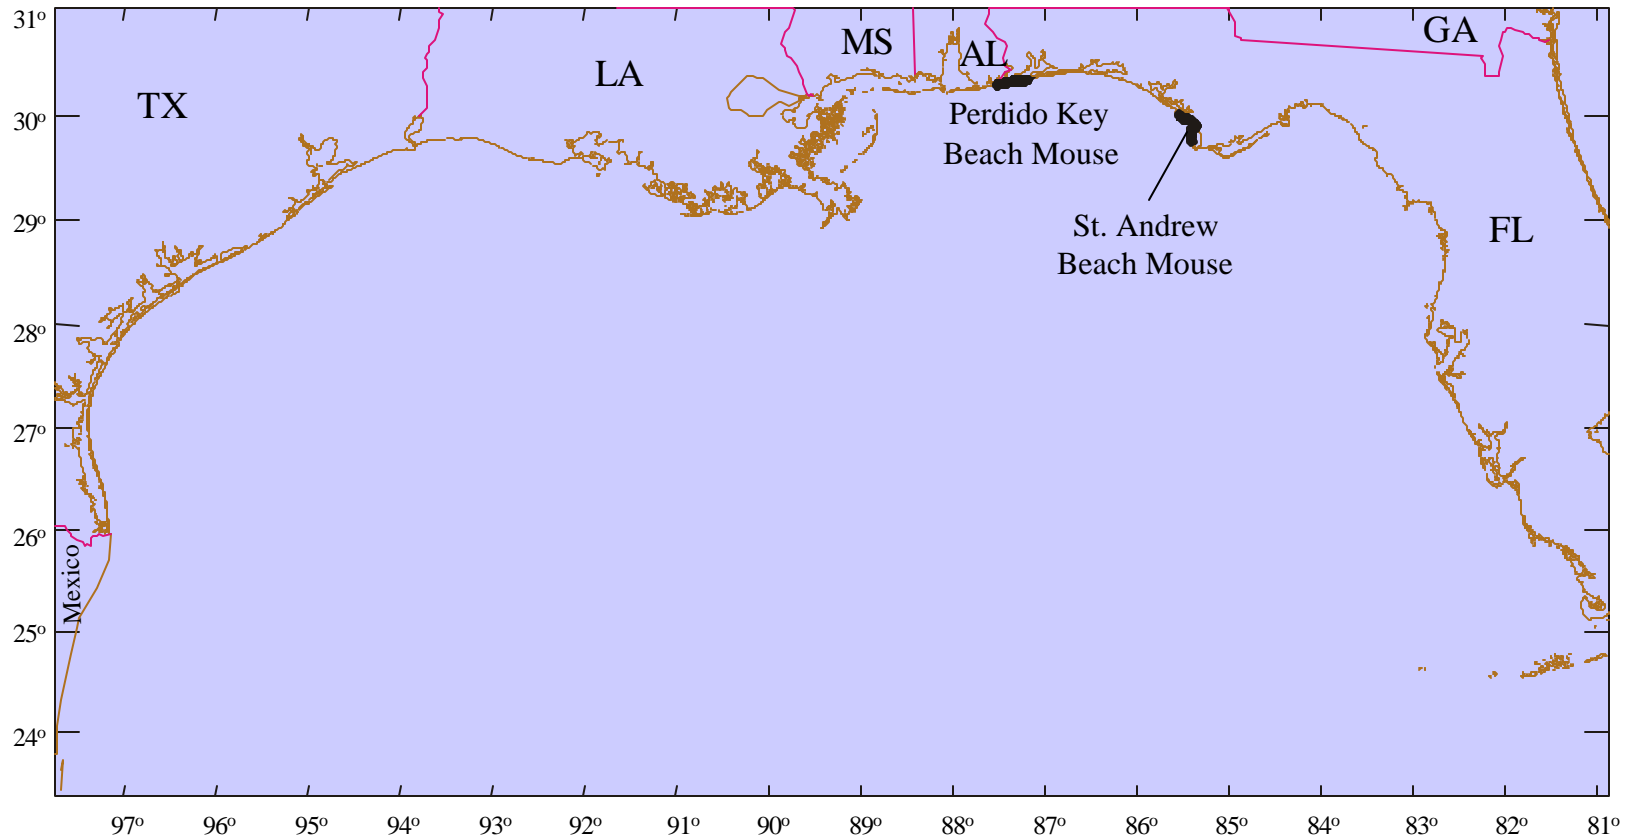 31°
GA
MS
AL
LA
TX
30°
Perdido Key
Beach Mouse
29°
St. Andrew
Beach Mouse
FL
28°
27°
26°
Mexico
25°
24°
97° 96° 95° 94° 93° 92° 91° 90° 89° 88° 87° 86° 85° 84° 83° 82° 81°